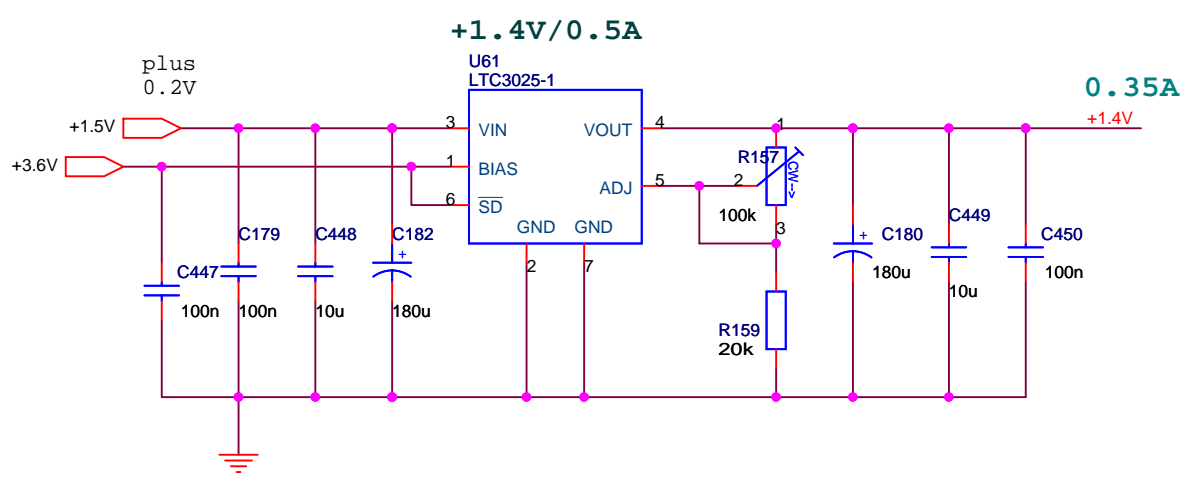 +1.4V/0.5A
U61
LTC3025-1
plus
0.2V
0.35A
+1.4V
+1.5V
3
VIN
VOUT
4
1
+3.6V
1
BIAS
R157
CW-->
6
SD
ADJ
5
2
100k
3
GND
GND
2
7
C447
100n
C179
100n
C448
10u
C182
+
180u
R159
20k
C180
+
180u
C449
10u
C450
100n